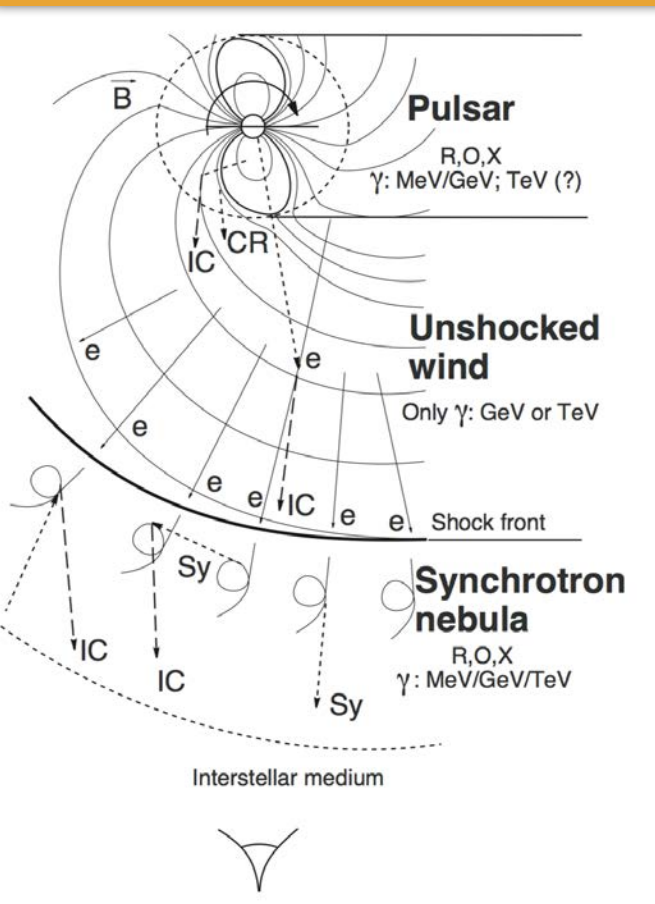 B
Pulsar
R,O,X
γ: MeV/GeV; TeV (?)
IC
CR
Unshocked
wind
e
e
Only γ: GeV or TeV
e
e
e
IC
e
e
Shock front
Sy
Synchrotron
nebula
R,O,X
γ: MeV/GeV/TeV
IC
IC
Sy
Interstellar medium